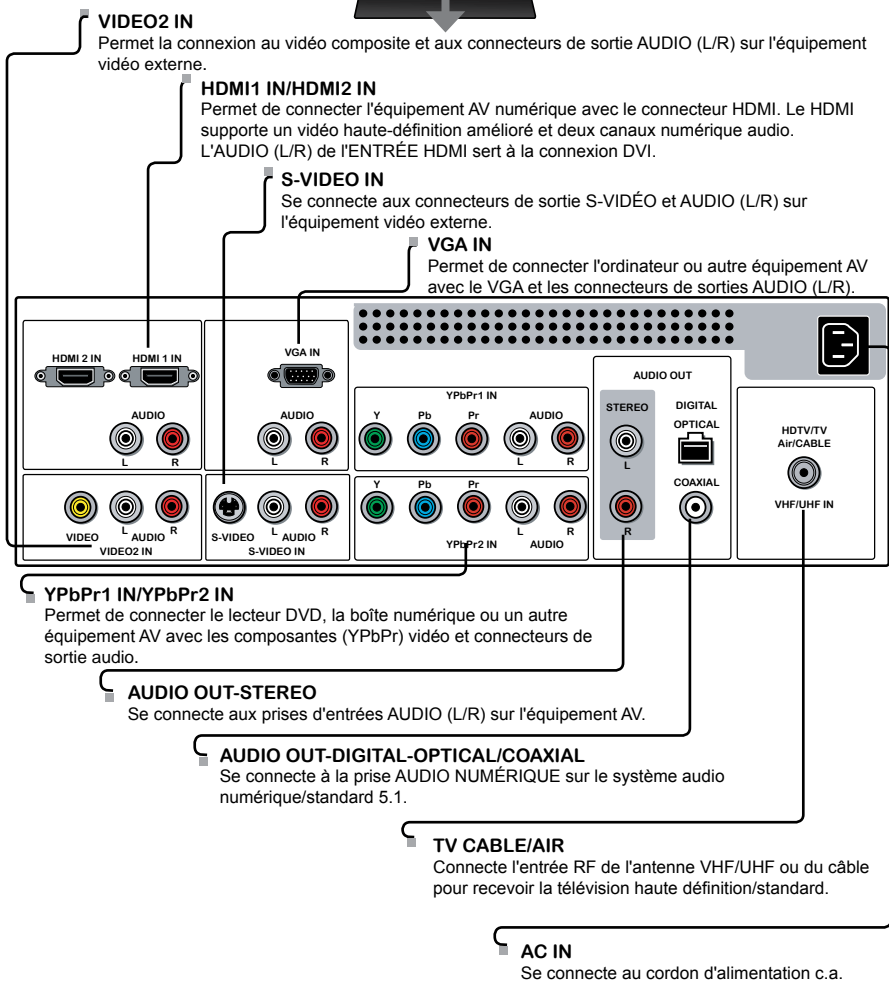 VIDEO2 IN
Permet la connexion au vidéo composite et aux connecteurs de sortie AUDIO (L/R) sur l'équipement
vidéo externe.
HDMI1 IN/HDMI2 IN
Permet de connecter l'équipement AV numérique avec le connecteur HDMI. Le HDMI
supporte un vidéo haute-définition amélioré et deux canaux numérique audio.
L'AUDIO (L/R) de l'ENTRÉE HDMI sert à la connexion DVI.
S-VIDEO IN
Se connecte aux connecteurs de sortie S-VIDÉO et AUDIO (L/R) sur
l'équipement vidéo externe.
VGA IN
Permet de connecter l'ordinateur ou autre équipement AV
avec le VGA et les connecteurs de sorties AUDIO (L/R).
HDMI 2 IN HDMI 1 IN
AUDIO
L R
VGA IN
AUDIO
L R
YPbPr1 IN
Y Pb Pr AUDIO
L R
AUDIO OUT
STEREO
L
R
DIGITAL
OPTICAL
COAXIAL
HDTV/TV
Air/CABLE
VHF/UHF IN
VIDEO L AUDIO R
VIDEO2 IN
S-VIDEO L AUDIO R
S-VIDEO IN
Y Pb Pr
L R
YPbPr2 IN AUDIO
YPbPr1 IN/YPbPr2 IN
Permet de connecter le lecteur DVD, la boîte numérique ou un autre
équipement AV avec les composantes (YPbPr) vidéo et connecteurs de
sortie audio.
AUDIO OUT-STEREO
Se connecte aux prises d'entrées AUDIO (L/R) sur l'équipement AV.
AUDIO OUT-DIGITAL-OPTICAL/COAXIAL
Se connecte à la prise AUDIO NUMÉRIQUE sur le système audio
numérique/standard 5.1.
TV CABLE/AIR
Connecte l'entrée RF de l'antenne VHF/UHF ou du câble
pour recevoir la télévision haute définition/standard.
AC IN
Se connecte au cordon d'alimentation c.a.